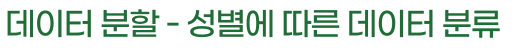 데이터 분할 - 성별에 따른 데이터 분류